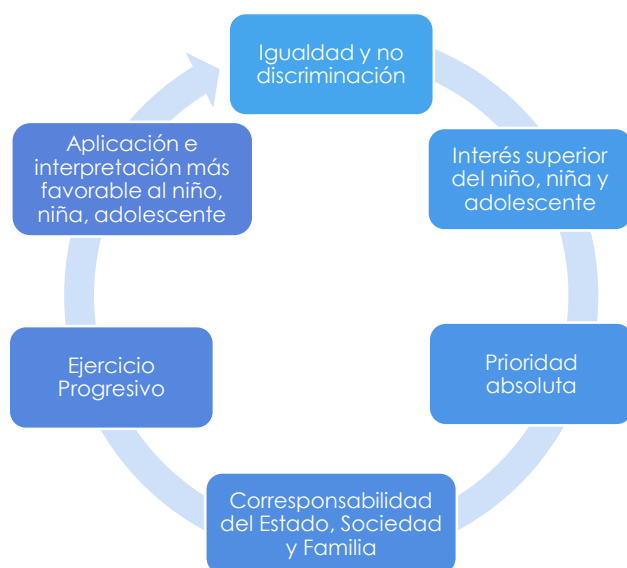 Igualdad y no
discriminación
Interés superior
del niño, niña y
adolescente
Prioridad
absoluta
Corresponsabilidad
del Estado, Sociedad
y Familia
Ejercicio
Progresivo
Aplicación e
interpretación más
favorable al niño,
niña, adolescente